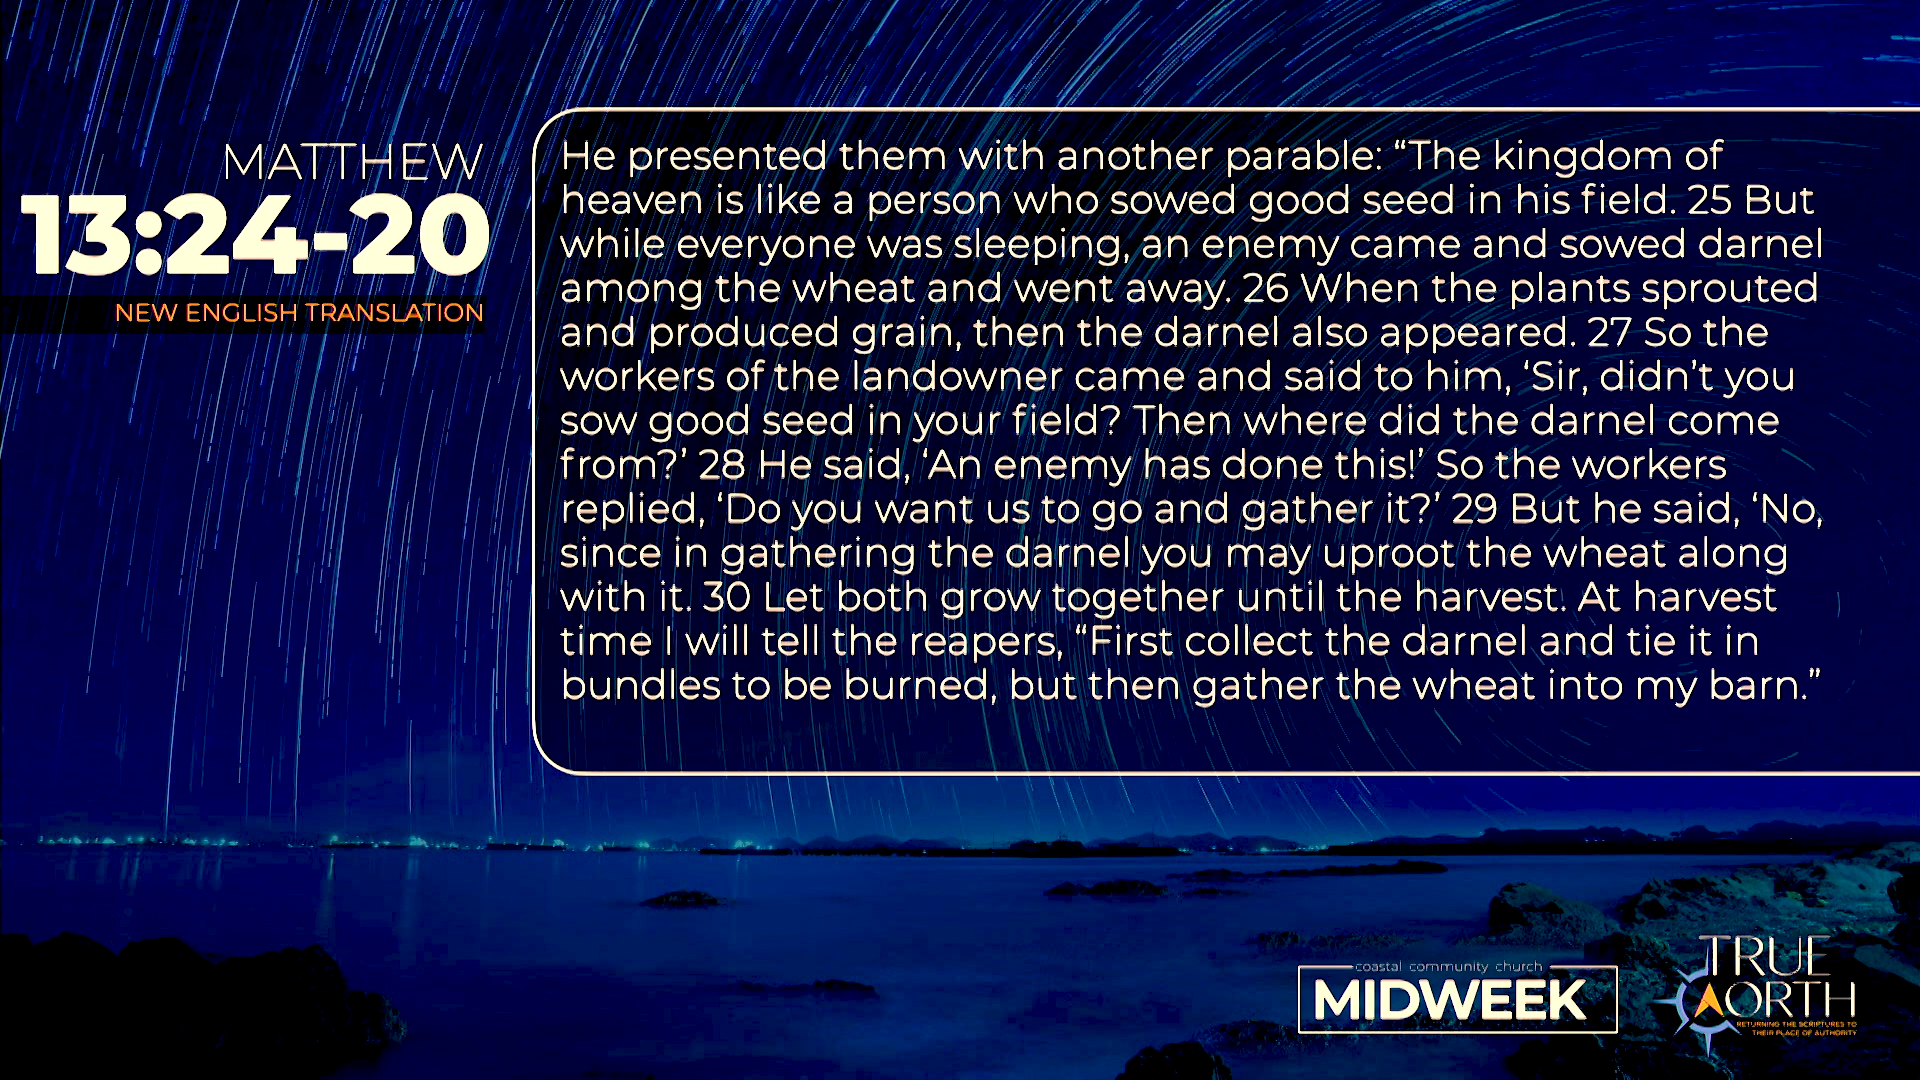 MATTHEW
13:24-20
NEW ENGLISH TRANSLATION
He presented them with another parable: “The kingdom of
heaven is like a person who sowed good seed in his field. 25 But
while everyone was sleeping, an enemy came and sowed darnel
among the wheat and went away. 26 When the plants sprouted
and produced grain, then the darnel also appeared. 27 So the
workers of the landowner came and said to him, ‘Sir, didn’t you
sow good seed in your field? Then where did the darnel come
from?’ 28 He said, ‘An enemy has done this!’ So the workers
replied, ‘Do you want us to go and gather it?’ 29 But he said, ‘No,
since in gathering the darnel you may uproot the wheat along
with it. 30 Let both grow together until the harvest. At harvest
time I will tell the reapers, “First collect the darnel and tie it in
bundles to be burned, but then gather the wheat into my barn.”
coastal community church
MIDWEEK
TRUE
NORTH
RETURNING THE SCRIPTURES TO
THEIR PLACE OF AUTHORITY